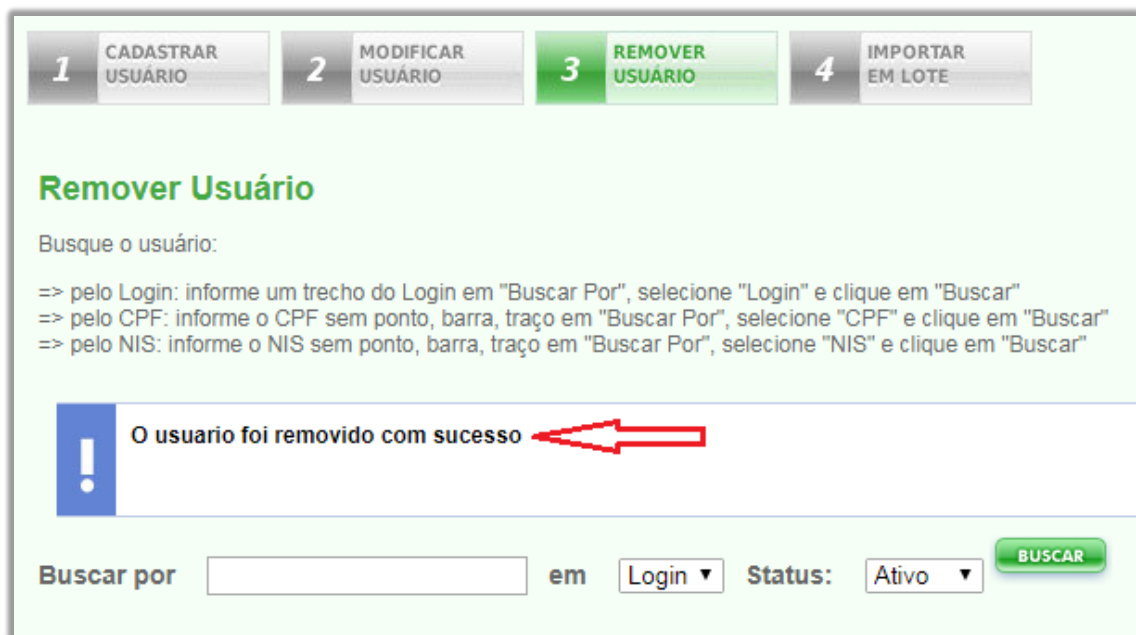 1 CADASTRAR USUÁRIO 2 MODIFICAR USUÁRIO 3 REMOVER USUÁRIO 4 IMPORTAR EM LOTE
Remover Usuário
Busque o usuário:
=> pelo Login: informe um trecho do Login em "Buscar Por", selecione "Login" e clique em "Buscar"
=> pelo CPF: informe o CPF sem ponto, barra, traço em "Buscar Por", selecione "CPF" e clique em "Buscar"
=> pelo NIS: informe o NIS sem ponto, barra, traço em "Buscar Por", selecione "NIS" e clique em "Buscar"
! O usuario foi removido com sucesso
Buscar por em Login Status: Ativo BUSCAR